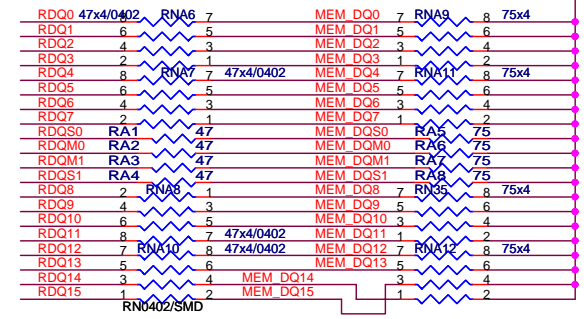 RDQ0 47x4/0402 8 RNA6 7 MEM_DQ0 7 RNA9 8 75x4
RDQ1 6 5 MEM_DQ1 5 6
RDQ2 4 3 MEM_DQ2 3 4
RDQ3 2 1 MEM_DQ3 1 2
RDQ4 8 RNA7 7 47x4/0402 MEM_DQ4 7 RNA11 8 75x4
RDQ5 6 5 MEM_DQ5 5 6
RDQ6 4 3 MEM_DQ6 3 4
RDQ7 2 1 MEM_DQ7 1 2
RDQS0 RA1 47 MEM_DQS0 RA5 75
RDQM0 RA2 47 MEM_DQM0 RA6 75
RDQM1 RA3 47 MEM_DQM1 RA7 75
RDQS1 RA4 47 MEM_DQS1 RA8 75
RDQ8 2 RNA8 1 MEM_DQ8 7 RN35 8 75x4
RDQ9 4 3 MEM_DQ9 5 6
RDQ10 6 5 MEM_DQ10 3 4
RDQ11 8 7 47x4/0402 MEM_DQ11 1 2
RDQ12 7 RNA10 8 47x4/0402 MEM_DQ12 7 RNA12 8 75x4
RDQ13 5 6 MEM_DQ13 5 6
RDQ14 3 4 MEM_DQ14 3 4
RDQ15 1 2 MEM_DQ15 1 2
RN0402/SMD